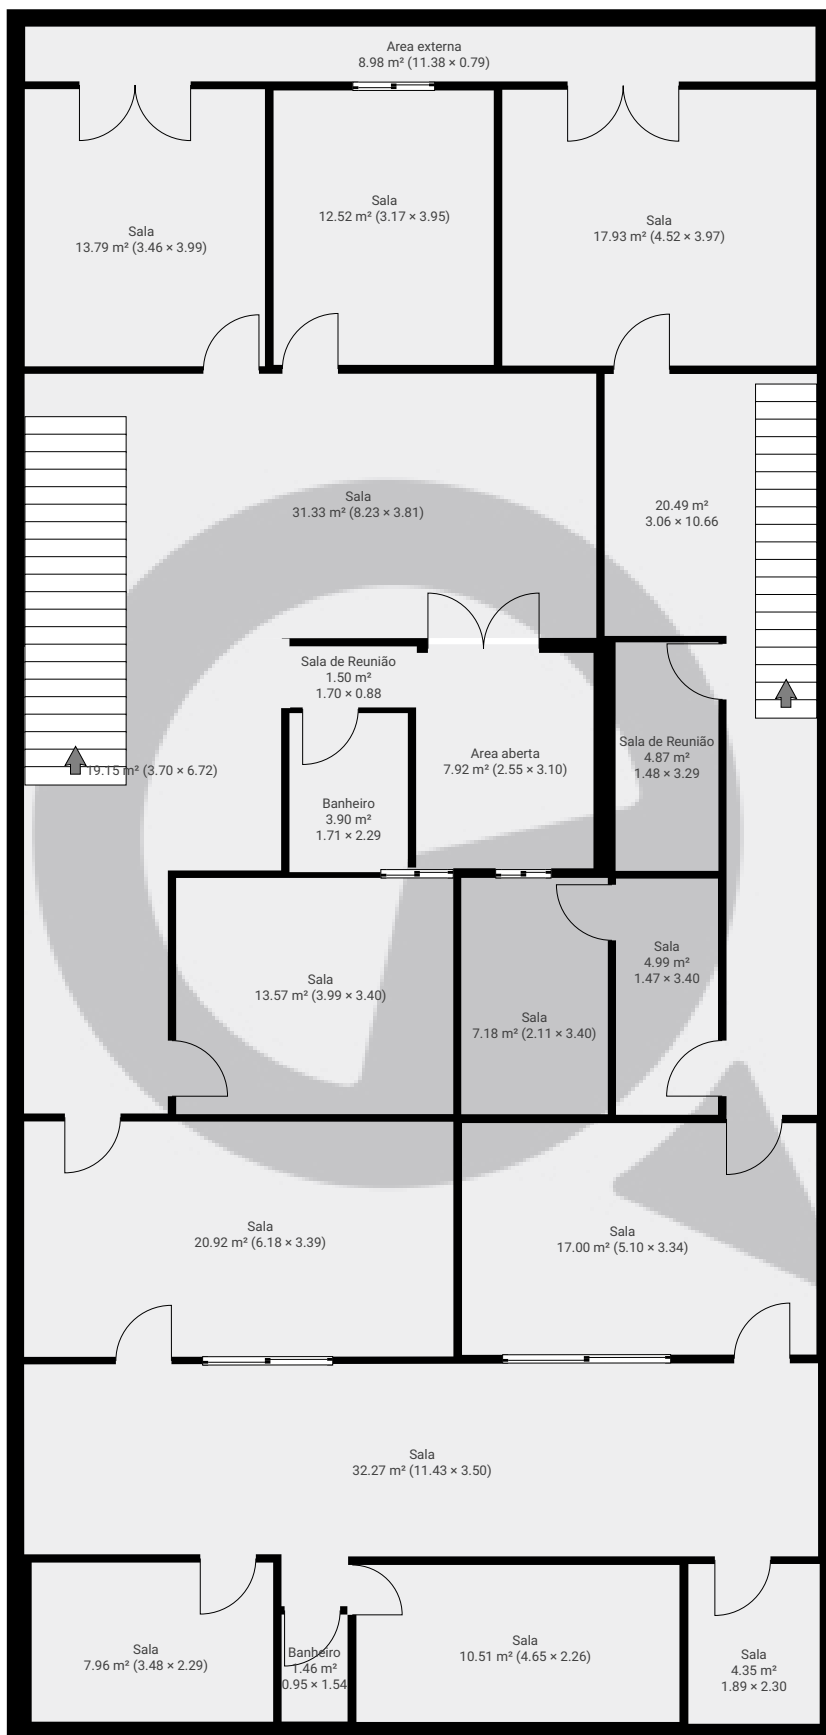 Area externa
8.98 m² (11.38 × 0.79)
Sala
13.79 m² (3.46 × 3.99)
Sala
12.52 m² (3.17 × 3.95)
Sala
17.93 m² (4.52 × 3.97)
Sala
31.33 m² (8.23 × 3.81)
20.49 m²
3.06 × 10.66
Sala de Reunião
1.50 m²
1.70 × 0.88
Area aberta
7.92 m² (2.55 × 3.10)
Sala de Reunião
4.87 m²
1.48 × 3.29
19.15 m² (3.70 × 6.72)
Banheiro
3.90 m²
1.71 × 2.29
Sala
13.57 m² (3.99 × 3.40)
Sala
7.18 m² (2.11 × 3.40)
Sala
4.99 m²
1.47 × 3.40
Sala
20.92 m² (6.18 × 3.39)
Sala
17.00 m² (5.10 × 3.34)
Sala
32.27 m² (11.43 × 3.50)
Sala
7.96 m² (3.48 × 2.29)
Banheiro
1.46 m²
0.95 × 1.54
Sala
10.51 m² (4.65 × 2.26)
Sala
4.35 m²
1.89 × 2.30